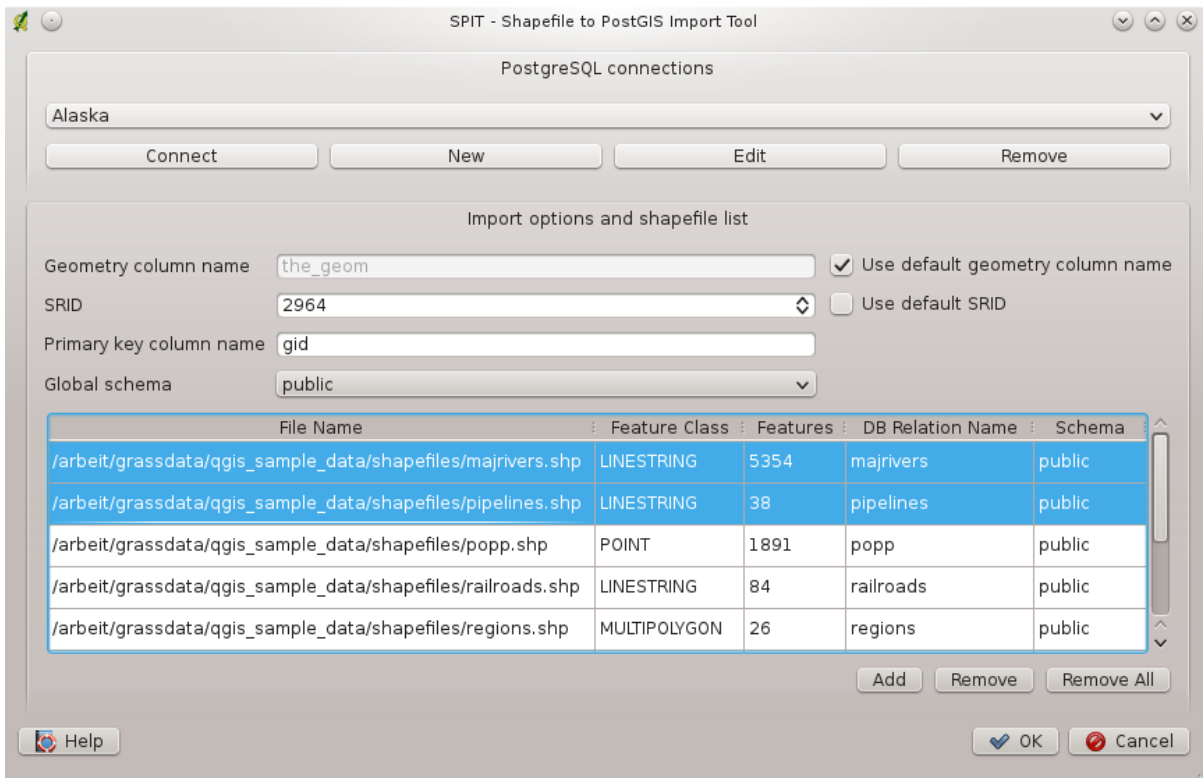 SPIT - Shapefile to PostGIS Import Tool
PostgreSQL connections
Alaska
Connect New Edit Remove
Import options and shapefile list
Geometry column name the_geom Use default geometry column name
SRID 2964 Use default SRID
Primary key column name gid
Global schema public
File Name Feature Class Features DB Relation Name Schema
/arbeit/grassdata/qgis_sample_data/shapefiles/majrivers.shp LINESTRING 5354 majrivers public
/arbeit/grassdata/qgis_sample_data/shapefiles/pipelines.shp LINESTRING 38 pipelines public
/arbeit/grassdata/qgis_sample_data/shapefiles/popp.shp POINT 1891 popp public
/arbeit/grassdata/qgis_sample_data/shapefiles/railroads.shp LINESTRING 84 railroads public
/arbeit/grassdata/qgis_sample_data/shapefiles/regions.shp MULTIPOLYGON 26 regions public
Add Remove Remove All
Help OK Cancel